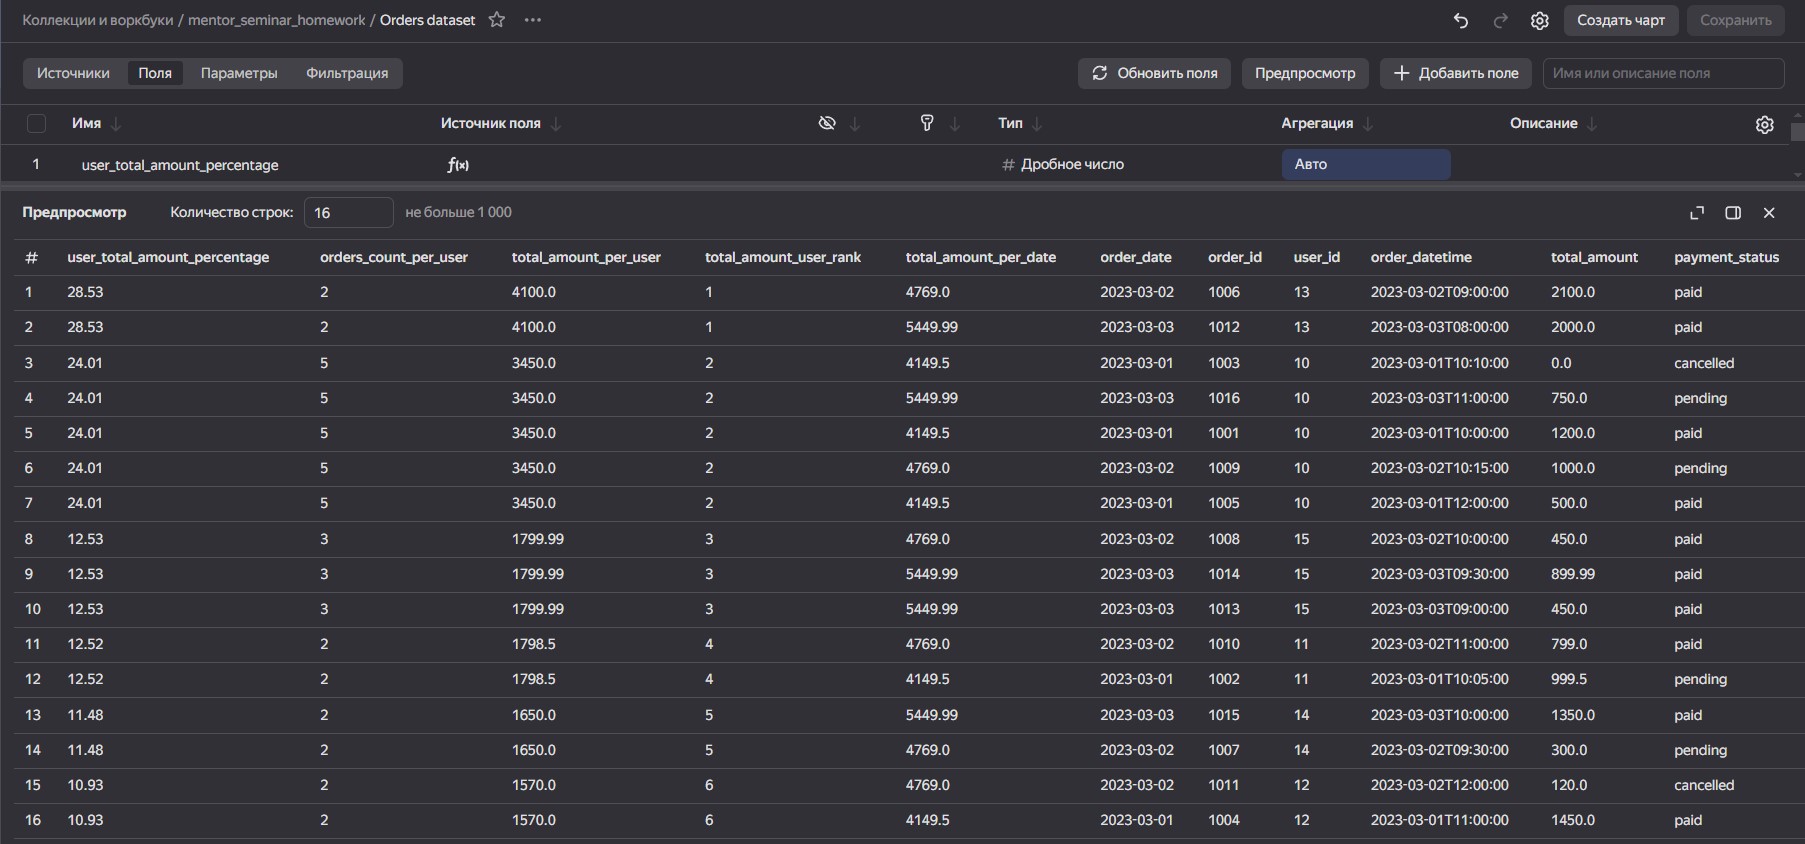 Коллекции и воркбуки / mentor_seminar_homework / Orders dataset
Создать чарт Сохранить
Источники Поля Параметры Фильтрация Обновить поля Предпросмотр Добавить поле Имя или описание поля
Имя Источник поля Тип Агрегация Описание
1 user_total_amount_percentage f(x) # Дробное число Авто
Предпросмотр Количество строк: 16 не больше 1 000
# user_total_amount_percentage orders_count_per_user total_amount_per_user total_amount_user_rank total_amount_per_date order_date order_id user_id order_datetime total_amount payment_status
1 28.53 2 4100.0 1 4769.0 2023-03-02 1006 13 2023-03-02T09:00:00 2100.0 paid
2 28.53 2 4100.0 1 5449.99 2023-03-03 1012 13 2023-03-03T08:00:00 2000.0 paid
3 24.01 5 3450.0 2 4149.5 2023-03-01 1003 10 2023-03-01T10:10:00 0.0 cancelled
4 24.01 5 3450.0 2 5449.99 2023-03-03 1016 10 2023-03-03T11:00:00 750.0 pending
5 24.01 5 3450.0 2 4149.5 2023-03-01 1001 10 2023-03-01T10:00:00 1200.0 paid
6 24.01 5 3450.0 2 4769.0 2023-03-02 1009 10 2023-03-02T10:15:00 1000.0 pending
7 24.01 5 3450.0 2 4149.5 2023-03-01 1005 10 2023-03-01T12:00:00 500.0 paid
8 12.53 3 1799.99 3 4769.0 2023-03-02 1008 15 2023-03-02T10:00:00 450.0 paid
9 12.53 3 1799.99 3 5449.99 2023-03-03 1014 15 2023-03-03T09:30:00 899.99 paid
10 12.53 3 1799.99 3 5449.99 2023-03-03 1013 15 2023-03-03T09:00:00 450.0 paid
11 12.52 2 1798.5 4 4769.0 2023-03-02 1010 11 2023-03-02T11:00:00 799.0 paid
12 12.52 2 1798.5 4 4149.5 2023-03-01 1002 11 2023-03-01T10:05:00 999.5 pending
13 11.48 2 1650.0 5 5449.99 2023-03-03 1015 14 2023-03-03T10:00:00 1350.0 paid
14 11.48 2 1650.0 5 4769.0 2023-03-02 1007 14 2023-03-02T09:30:00 300.0 pending
15 10.93 2 1570.0 6 4769.0 2023-03-02 1011 12 2023-03-02T12:00:00 120.0 cancelled
16 10.93 2 1570.0 6 4149.5 2023-03-01 1004 12 2023-03-01T11:00:00 1450.0 paid